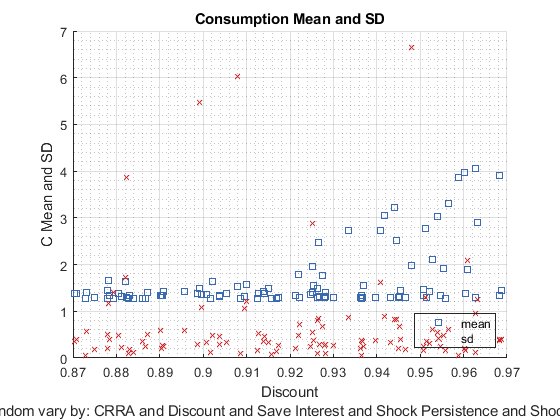 Consumption Mean and SD
7
6
5
4
3
2
1
0
C Mean and SD
mean
sd
0.87 0.88 0.89 0.9 0.91 0.92 0.93 0.94 0.95 0.96 0.97
Discount
ndom vary by: CRRA and Discount and Save Interest and Shock Persistence and Shoc